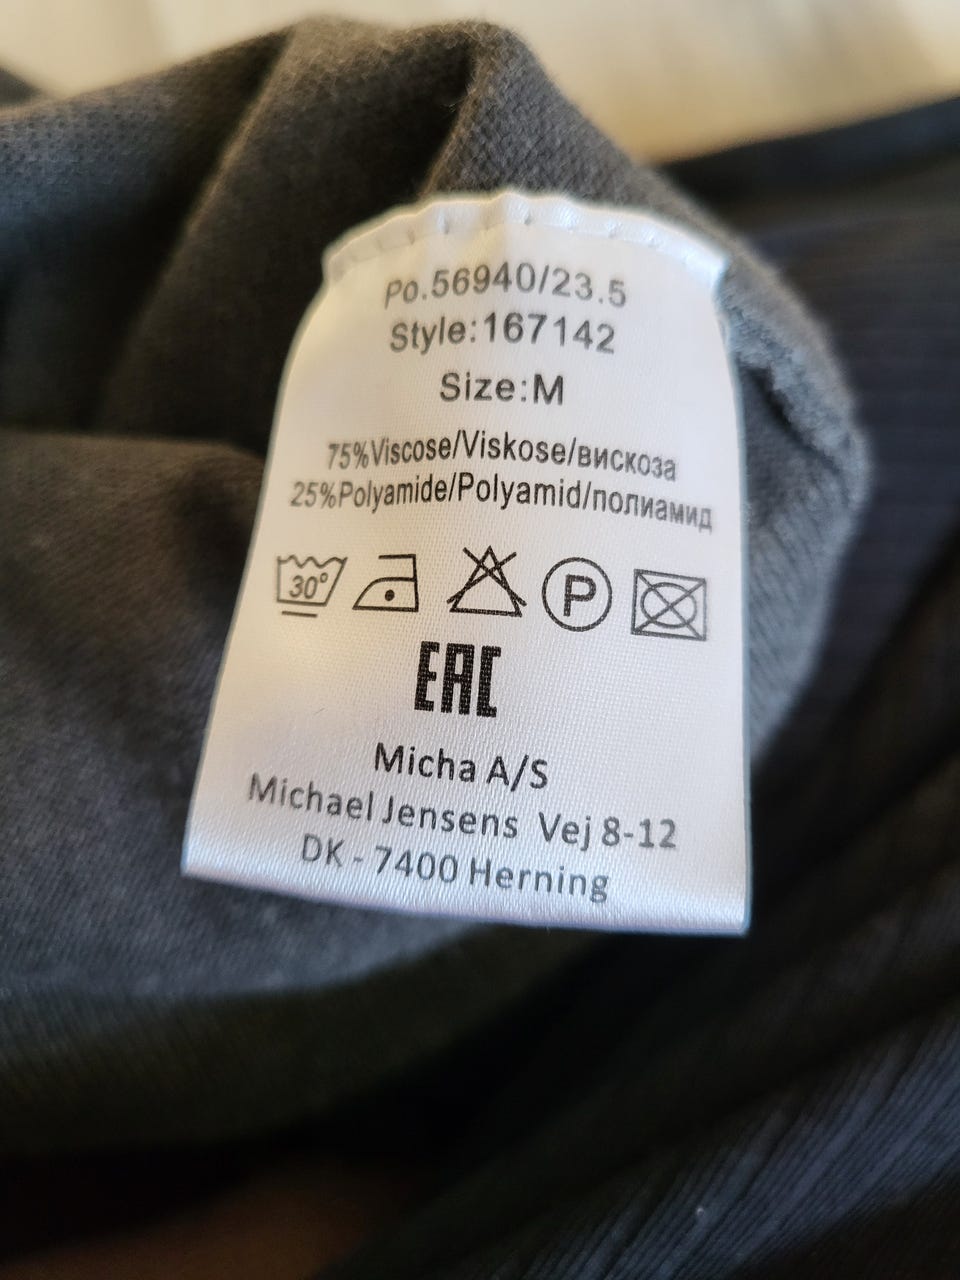 Po.56940/23.5
Style:167142
Size:M
75%Viscose/Viskose/вискоза
25%Polyamide/Polyamid/полиамид
30° P
EAC
Micha A/S
Michael Jensens Vej 8-12
DK - 7400 Herning